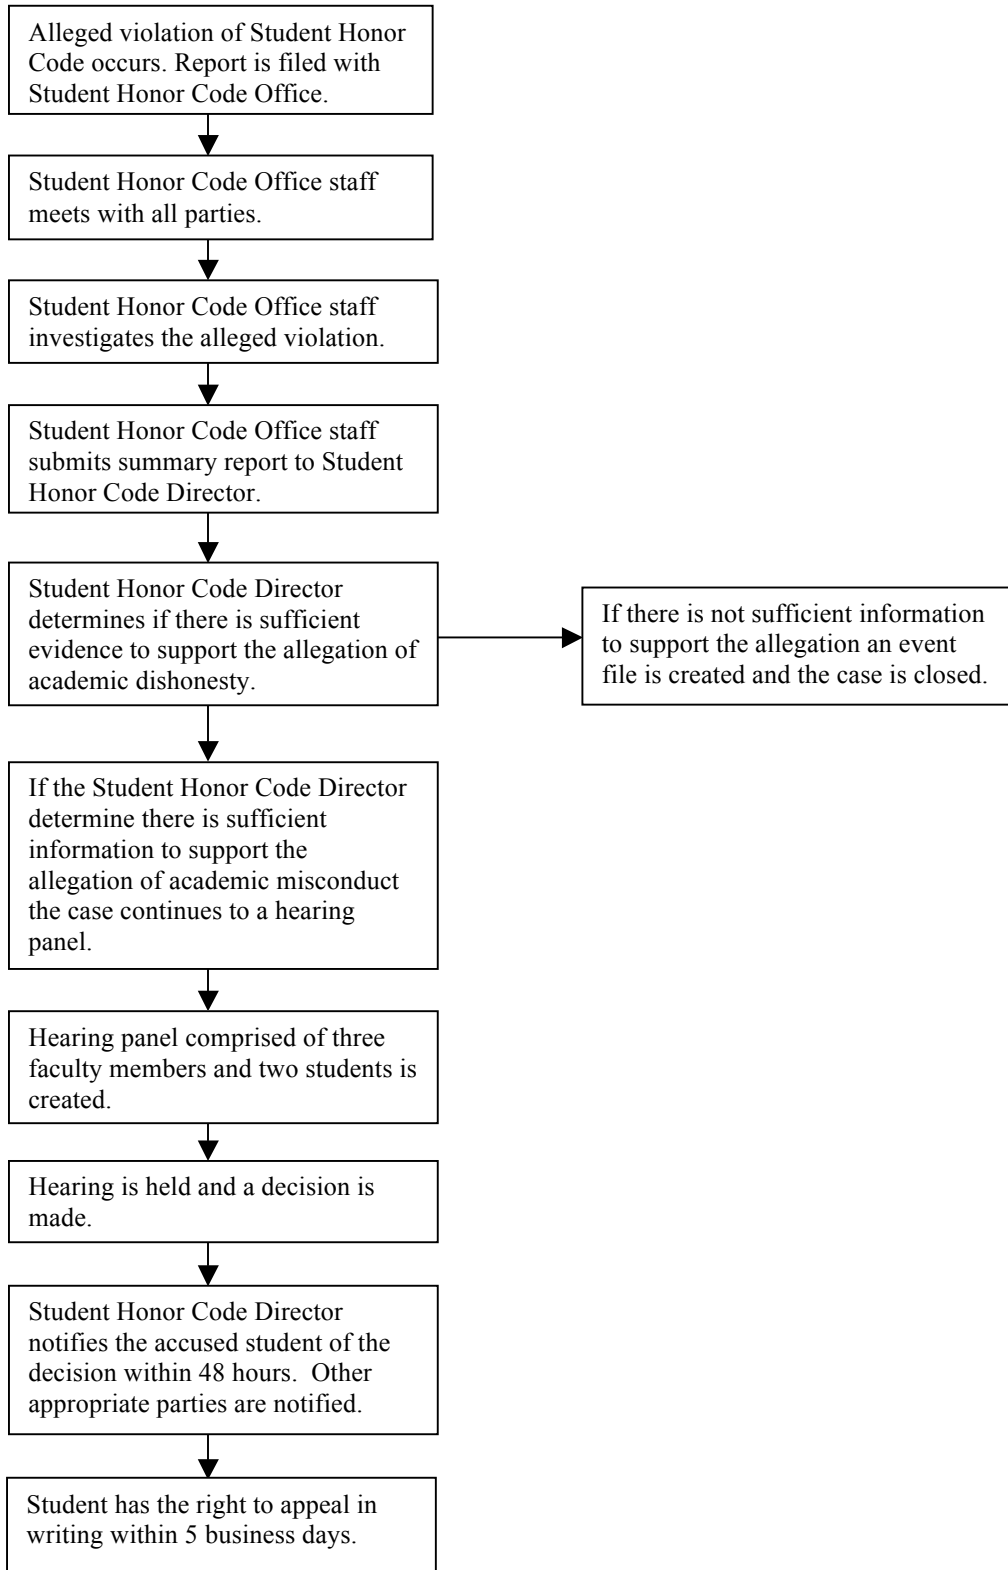 Alleged violation of Student Honor
Code occurs. Report is filed with
Student Honor Code Office.
Student Honor Code Office staff
meets with all parties.
Student Honor Code Office staff
investigates the alleged violation.
Student Honor Code Office staff
submits summary report to Student
Honor Code Director.
Student Honor Code Director
determines if there is sufficient
evidence to support the allegation of
academic dishonesty.
If there is not sufficient information
to support the allegation an event
file is created and the case is closed.
If the Student Honor Code Director
determine there is sufficient
information to support the
allegation of academic misconduct
the case continues to a hearing
panel.
Hearing panel comprised of three
faculty members and two students is
created.
Hearing is held and a decision is
made.
Student Honor Code Director
notifies the accused student of the
decision within 48 hours.  Other
appropriate parties are notified.
Student has the right to appeal in
writing within 5 business days.